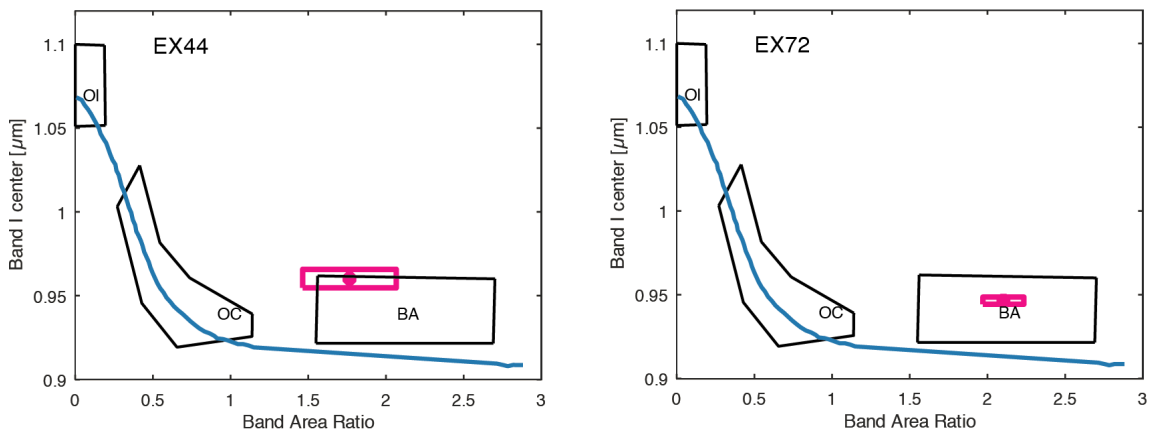 EX44
Band I center [μm]
1.1
1.05
1
0.95
0.9
OI
OC
BA
0
0.5
1
1.5
2
2.5
3
Band Area Ratio
EX72
Band I center [μm]
1.1
1.05
1
0.95
0.9
OI
OC
BA
0
0.5
1
1.5
2
2.5
3
Band Area Ratio